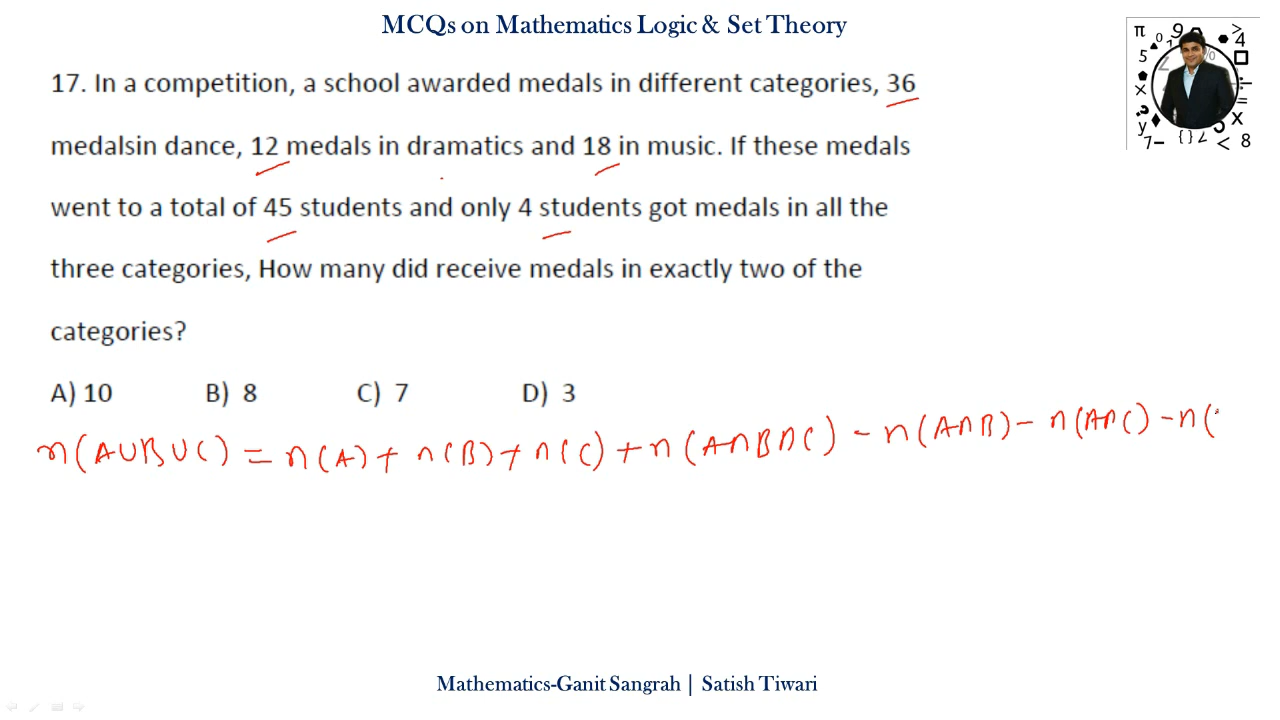 MCQs on Mathematics Logic & Set Theory
17. In a competition, a school awarded medals in different categories, 36
medalsin dance, 12 medals in dramatics and 18 in music. If these medals
went to a total of 45 students and only 4 students got medals in all the
three categories, How many did receive medals in exactly two of the
categories?
A) 10 B) 8 C) 7 D) 3
n(A∪B∪C) = n(A) + n(B) + n(C) + n(A∩B∩C) - n(A∩B) - n(A∩C) - n(
Mathematics-Ganit Sangrah | Satish Tiwari